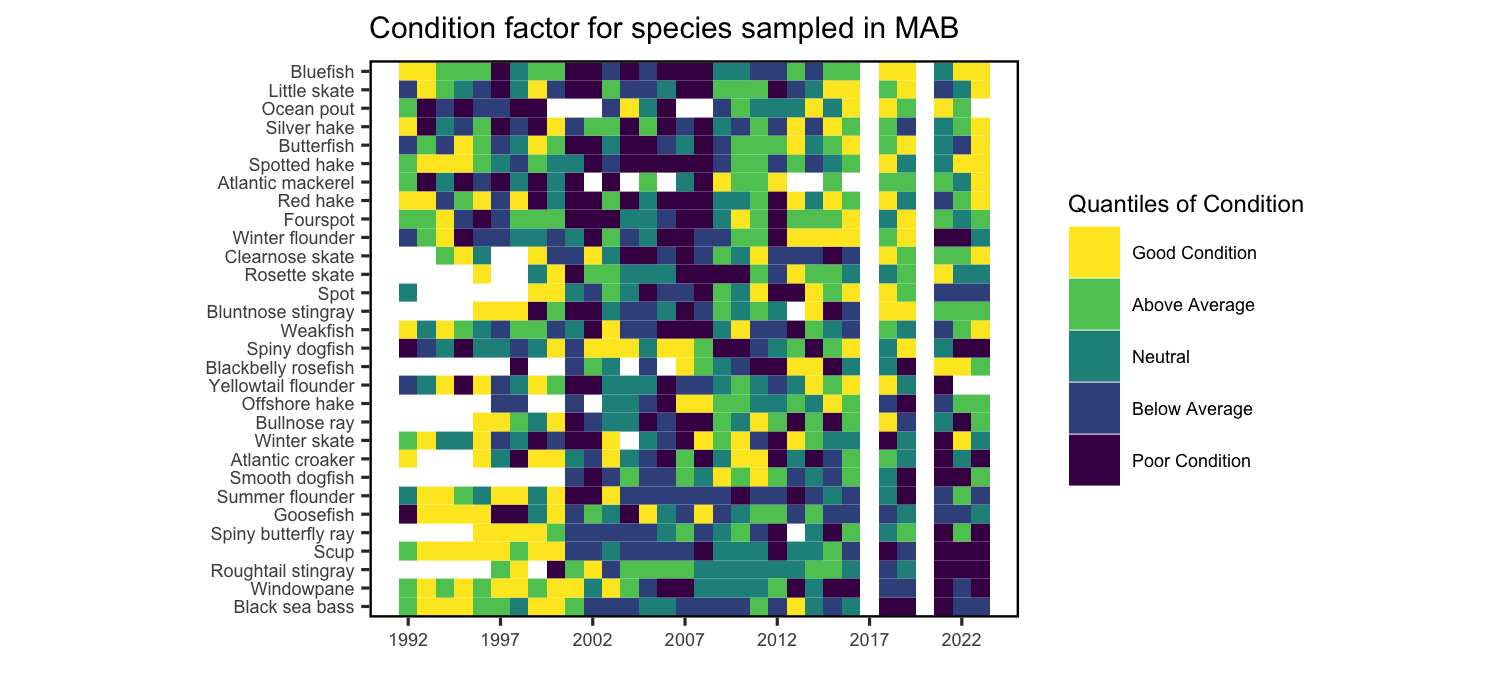 Condition factor for species sampled in MAB
Bluefish
Little skate
Ocean pout
Silver hake
Butterfish
Spotted hake
Atlantic mackerel
Red hake
Fourspot
Winter flounder
Clearnose skate
Rosette skate
Spot
Bluntnose stingray
Weakfish
Spiny dogfish
Blackbelly rosefish
Yellowtail flounder
Offshore hake
Bullnose ray
Winter skate
Atlantic croaker
Smooth dogfish
Summer flounder
Goosefish
Spiny butterfly ray
Scup
Roughtail stingray
Windowpane
Black sea bass
1992 1997 2002 2007 2012 2017 2022
Quantiles of Condition
Good Condition
Above Average
Neutral
Below Average
Poor Condition